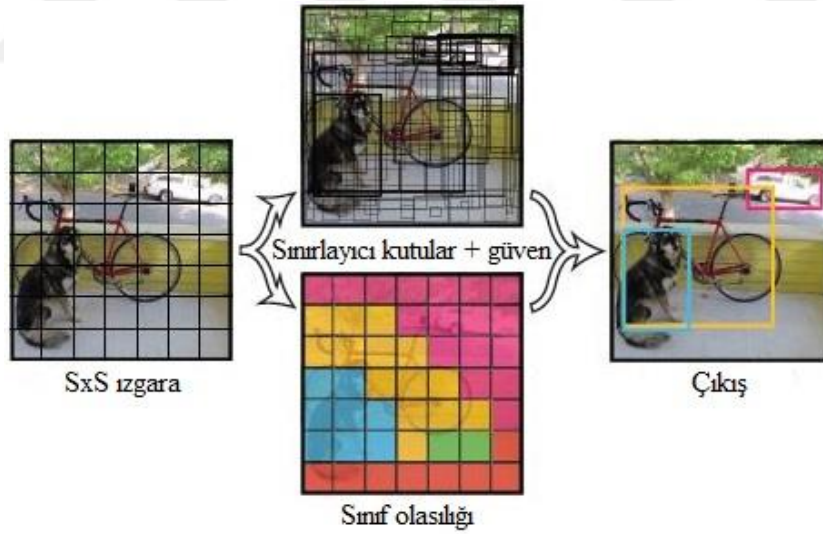 Sınırlayıcı kutular + güven
SxS ızgara
Çıkış
Sınıf olasılığı